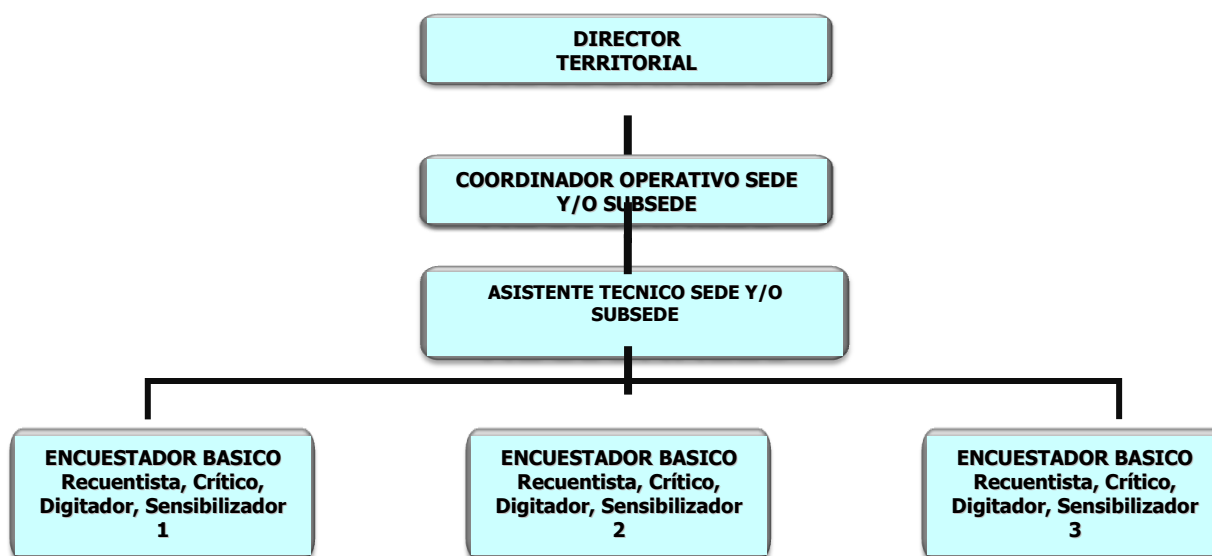 DIRECTOR
TERRITORIAL
COORDINADOR OPERATIVO SEDE
Y/O SUBSEDE
ASISTENTE TECNICO SEDE Y/O
SUBSEDE
ENCUESTADOR BASICO
Recuentista, Crítico,
Digitador, Sensibilizador
1
ENCUESTADOR BASICO
Recuentista, Crítico,
Digitador, Sensibilizador
2
ENCUESTADOR BASICO
Recuentista, Crítico,
Digitador, Sensibilizador
3